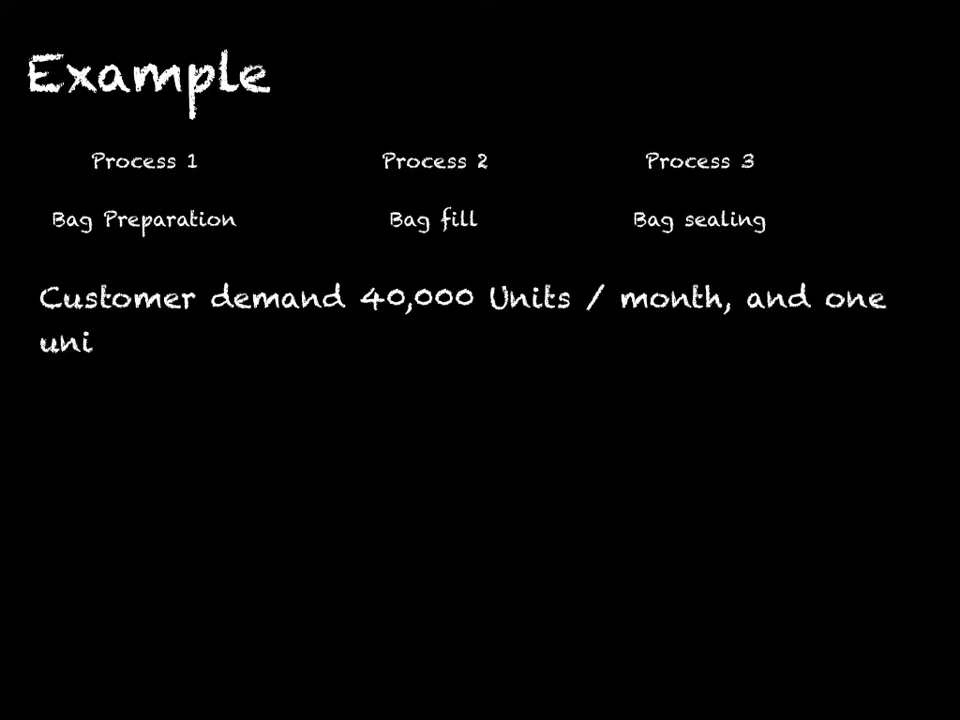 Example
Process 1 Process 2 Process 3
Bag Preparation Bag fill Bag sealing
Customer demand 40,000 Units / month, and one
uni